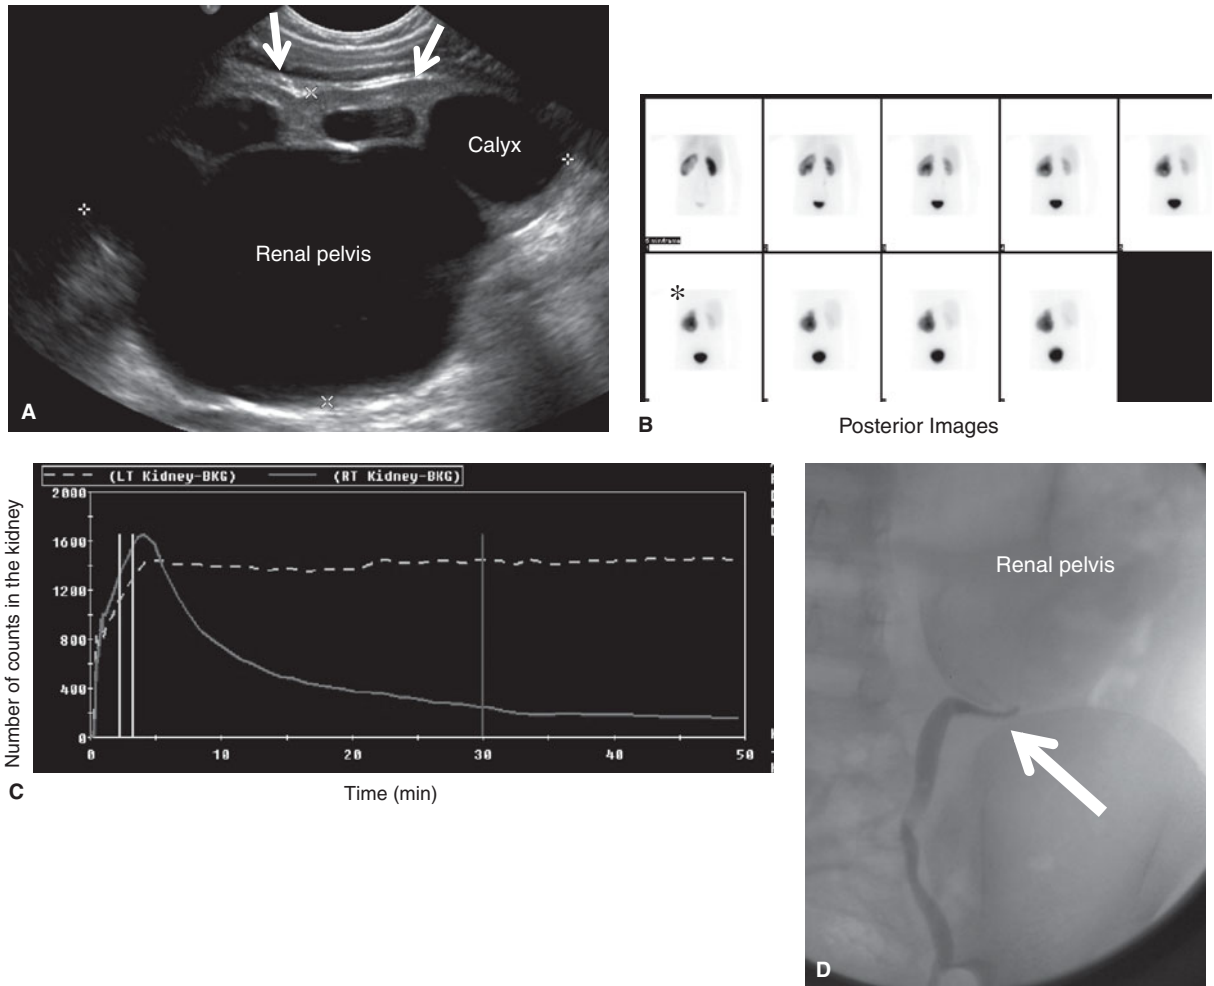 Calyx
Renal pelvis
A
*
B
Posterior Images
(LT Kidney-BKG) (RT Kidney-BKG)
Number of counts in the kidney
2000
1600
1200
800
400
0
0 10 20 30 40 50
C
Time (min)
Renal pelvis
D